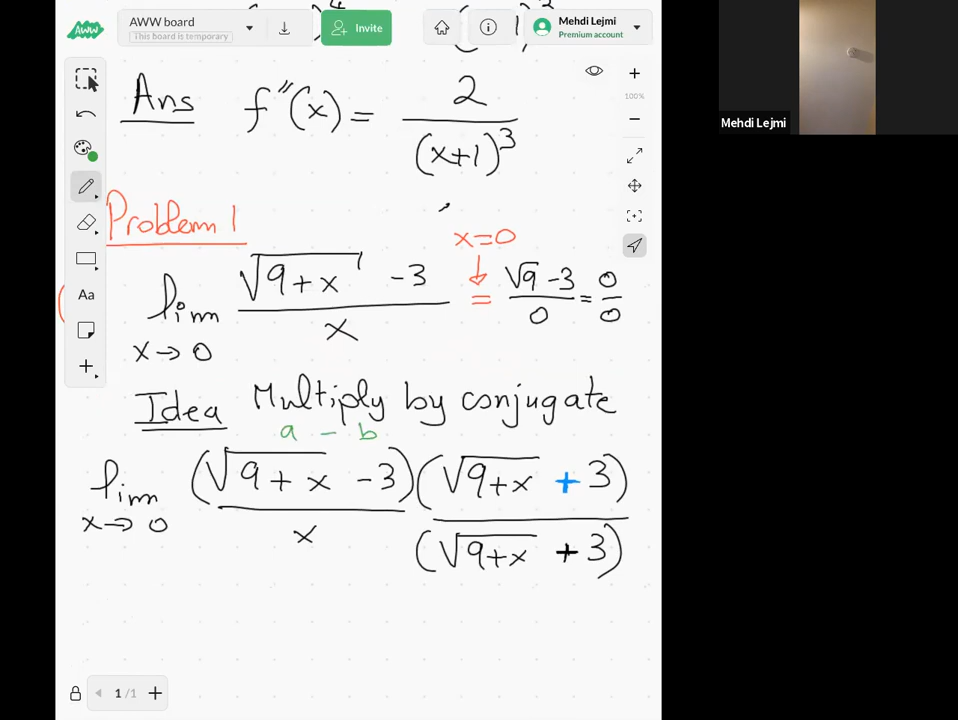 AWW board
This board is temporary
Invite
Mehdi Lejmi
Premium account
Ans f''(x) = 2/(x+1)^3
100%
Mehdi Lejmi
Problem 1
x=0
lim x→0 (√(9+x) -3)/x = (√9 -3)/0 = 0/0
Aa
Idea Multiply by conjugate
a - b
lim x→0 (√(9+x) -3)/x (√(9+x) +3)/(√(9+x) +3)
1/1